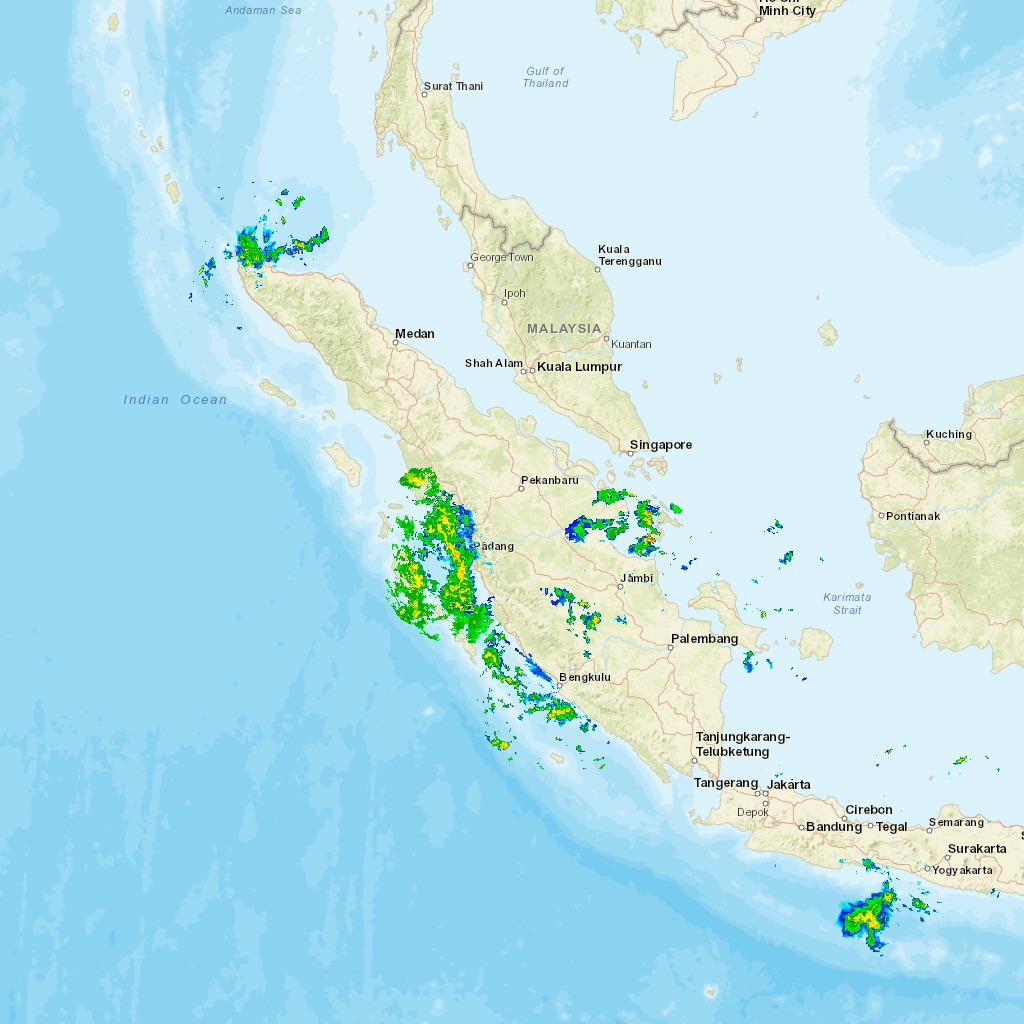 Andaman Sea
Minh City
Gulf of
Thailand
Surat Thani
Kuala
Terengganu
George Town
Ipoh
MALAYSIA
Medan
Kuantan
Shah Alam
Kuala Lumpur
Indian Ocean
Kuching
Singapore
Pekanbaru
Pontianak
Padang
Jambi
Karimata
Strait
Palembang
Bengkulu
Tanjungkarang-
Telubketung
Tangerang
Jakarta
Depok
Cirebon
Bandung
Tegal
Semarang
Surakarta
Yogyakarta